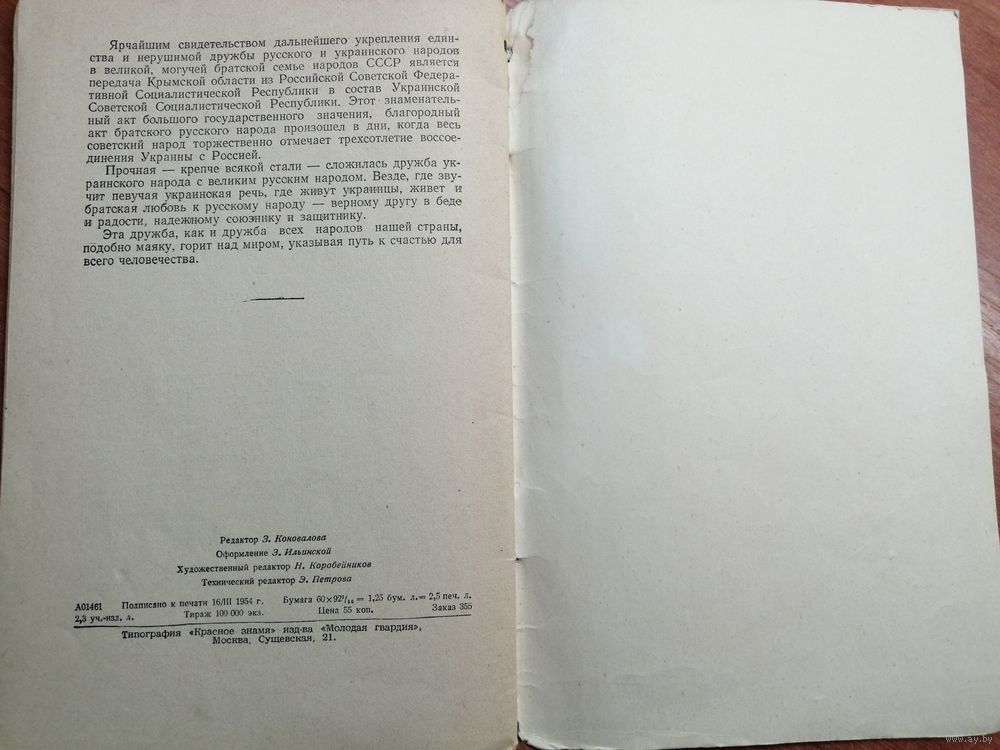 Ярчайшим свидетельством дальнейшего укрепления един-
ства и нерушимой дружбы русского и украинского народов
в великой, могучей братской семье народов СССР является
передача Крымской области из Российской Советской Федера-
тивной Социалистической Республики в состав Украинской
Советской Социалистической Республики. Этот знаменатель-
ный акт большого государственного значения, благородный
акт братского русского народа произошел в дни, когда весь
советский народ торжественно отмечает трехсотлетие воссое-
динения Украины с Россией.
Прочная — крепче всякой стали — сложилась дружба ук-
раинского народа с великим русским народом. Везде, где зву-
чит певучая украинская речь, где живут украинцы, живет и
братская любовь к русскому народу — верному другу в беде
и радости, надежному союзнику и защитнику.
Эта дружба, как и дружба всех народов нашей страны,
подобно маяку, горит над миром, указывая путь к счастью для
всего человечества.
Редактор З. Коновалова
Оформление З. Ильинской
Художественный редактор Н. Коробейников
Технический редактор Э. Петрова
А01461 Подписано к печати 16/III 1954 г. Бумага 60×92¹/₁₆ = 1,25 бум. л. = 2,5 печ. л.
2,3 уч.-изд. л. Тираж 100 000 экз. Цена 55 коп. Заказ 355
Типография «Красное знамя» изд-ва «Молодая гвардия»,
Москва, Сущевская, 21.
www.ay.by